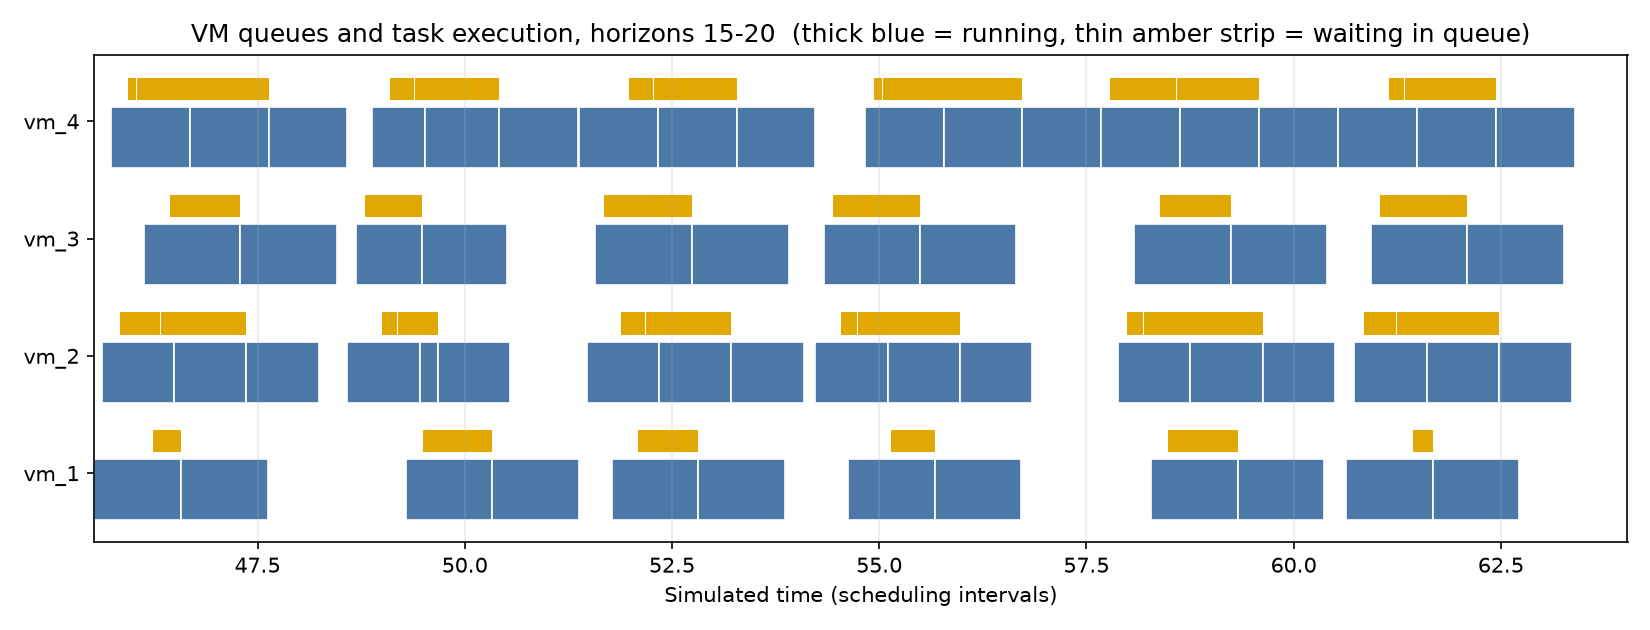 VM queues and task execution, horizons 15-20 (thick blue = running, thin amber strip = waiting in queue)
vm_4
vm_3
vm_2
vm_1
47.5 50.0 52.5 55.0 57.5 60.0 62.5
Simulated time (scheduling intervals)